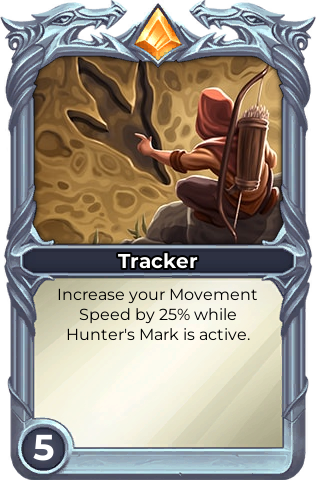 Tracker
Increase your Movement
Speed by 25% while
Hunter's Mark is active.
5